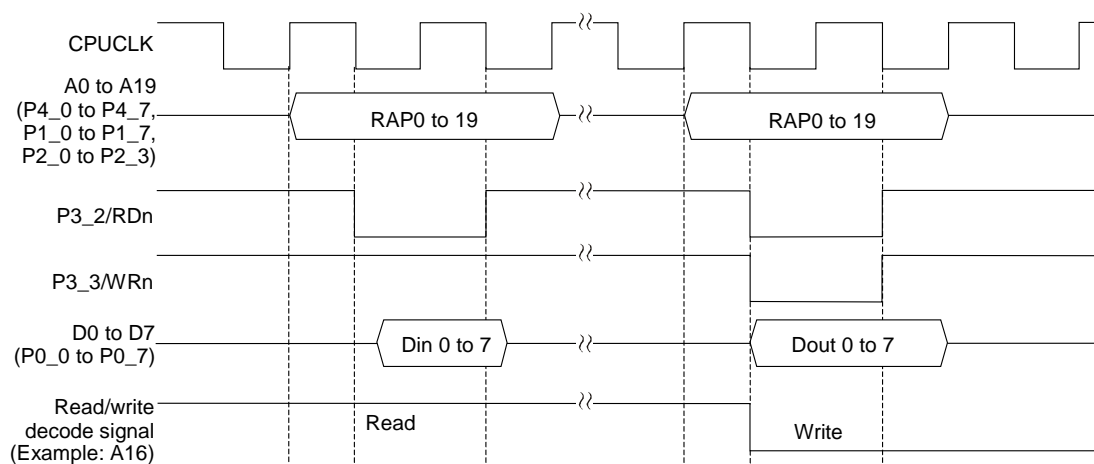 CPUCLK
A0 to A19
(P4_0 to P4_7,
P1_0 to P1_7,
P2_0 to P2_3)
RAP0 to 19
RAP0 to 19
P3_2/RDn
P3_3/WRn
D0 to D7
(P0_0 to P0_7)
Din 0 to 7
Dout 0 to 7
Read/write
decode signal
(Example: A16)
Read
Write